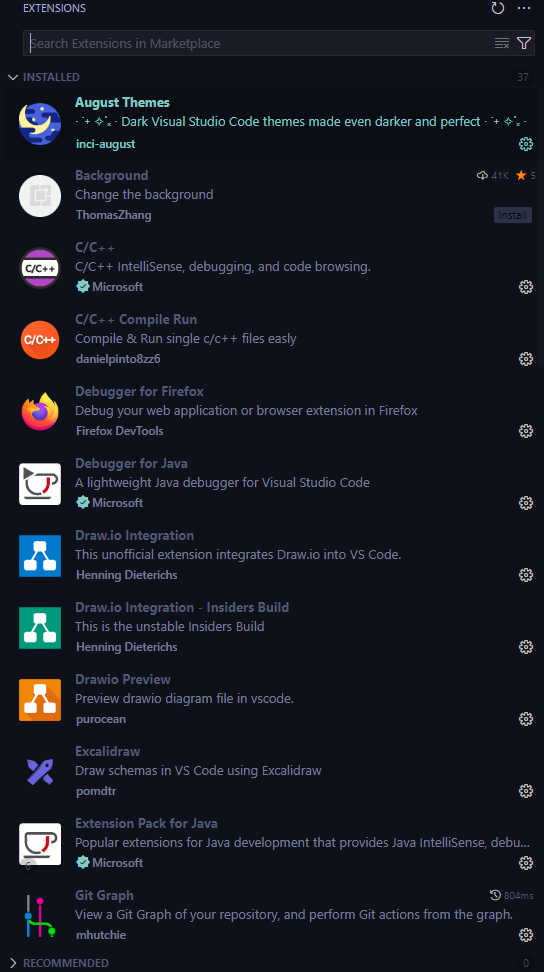 EXTENSIONS
Search Extensions in Marketplace
INSTALLED 37
August Themes
· ˙₊ ✧˚ₓ · Dark Visual Studio Code themes made even darker and perfect · ˙₊ ✧˚ₓ ·
inci-august
Background 41K 5
Change the background
ThomasZhang Install
C/C++
C/C++
C/C++ IntelliSense, debugging, and code browsing.
Microsoft
C/C++
C/C++ Compile Run
Compile & Run single c/c++ files easly
danielpinto8zz6
Debugger for Firefox
Debug your web application or browser extension in Firefox
Firefox DevTools
Debugger for Java
A lightweight Java debugger for Visual Studio Code
Microsoft
Draw.io Integration
This unofficial extension integrates Draw.io into VS Code.
Henning Dieterichs
Draw.io Integration - Insiders Build
This is the unstable Insiders Build
Henning Dieterichs
Drawio Preview
Preview drawio diagram file in vscode.
purocean
Excalidraw
Draw schemas in VS Code using Excalidraw
pomdtr
Extension Pack for Java
Popular extensions for Java development that provides Java IntelliSense, debu...
Microsoft
Git Graph 804ms
View a Git Graph of your repository, and perform Git actions from the graph.
mhutchie
RECOMMENDED 0